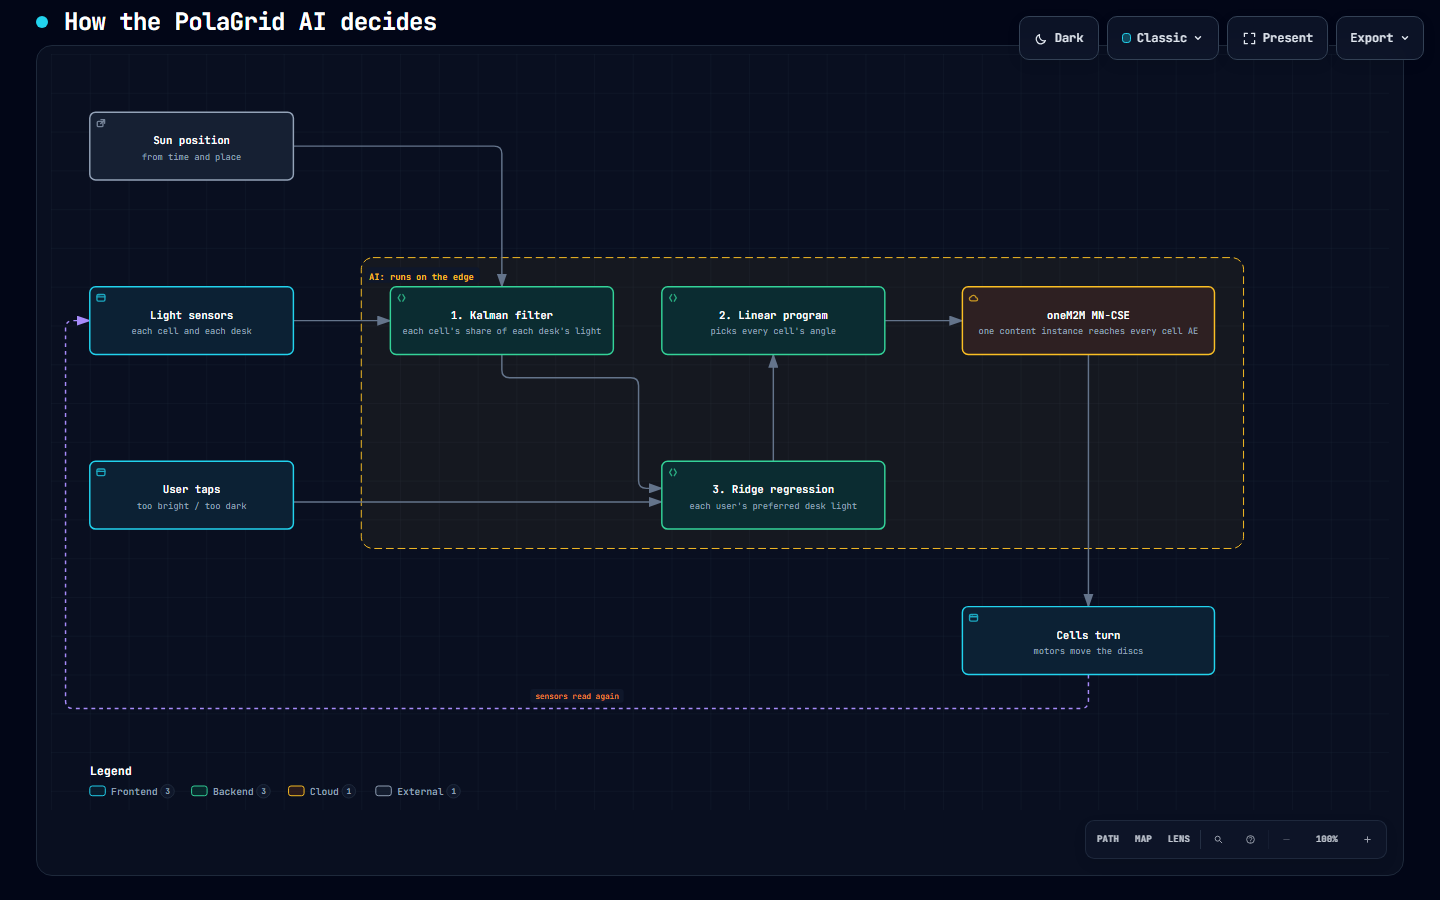 How the PolaGrid AI decides
Dark
Classic
Present
Export
Sun position
from time and place
AI: runs on the edge
Light sensors
each cell and each desk
1. Kalman filter
each cell's share of each desk's light
2. Linear program
picks every cell's angle
oneM2M MN-CSE
one content instance reaches every cell AE
User taps
too bright / too dark
3. Ridge regression
each user's preferred desk light
Cells turn
motors move the discs
sensors read again
Legend
Frontend 3
Backend 3
Cloud 1
External 1
PATH MAP LENS − 100% +